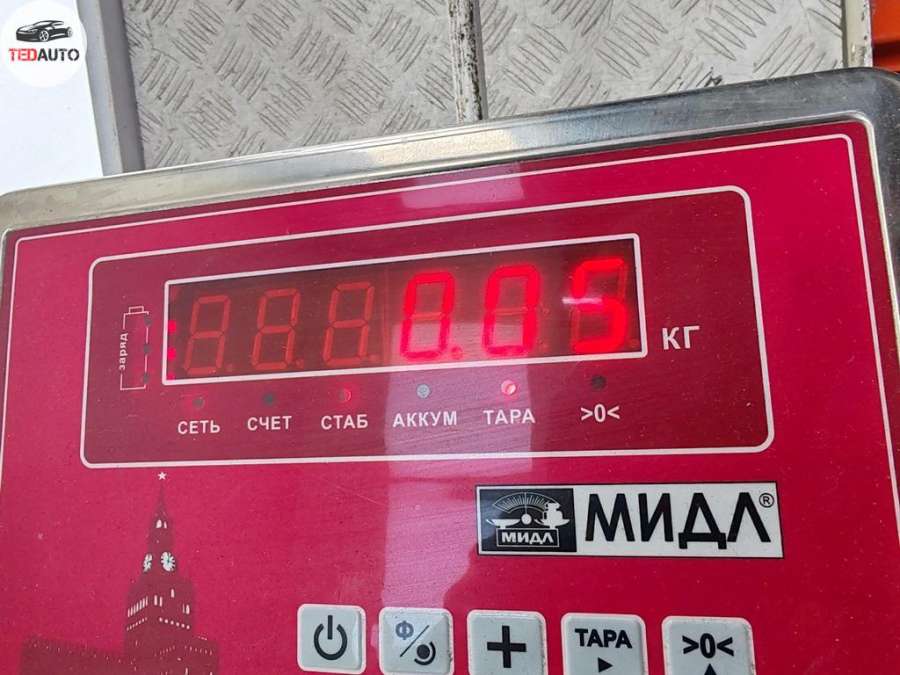 TEDAUTO
0.05
КГ
заряд
СЕТЬ СЧЕТ СТАБ АККУМ ТАРА >0<
МИДЛ МИДЛ®
Ф + ТАРА >0<